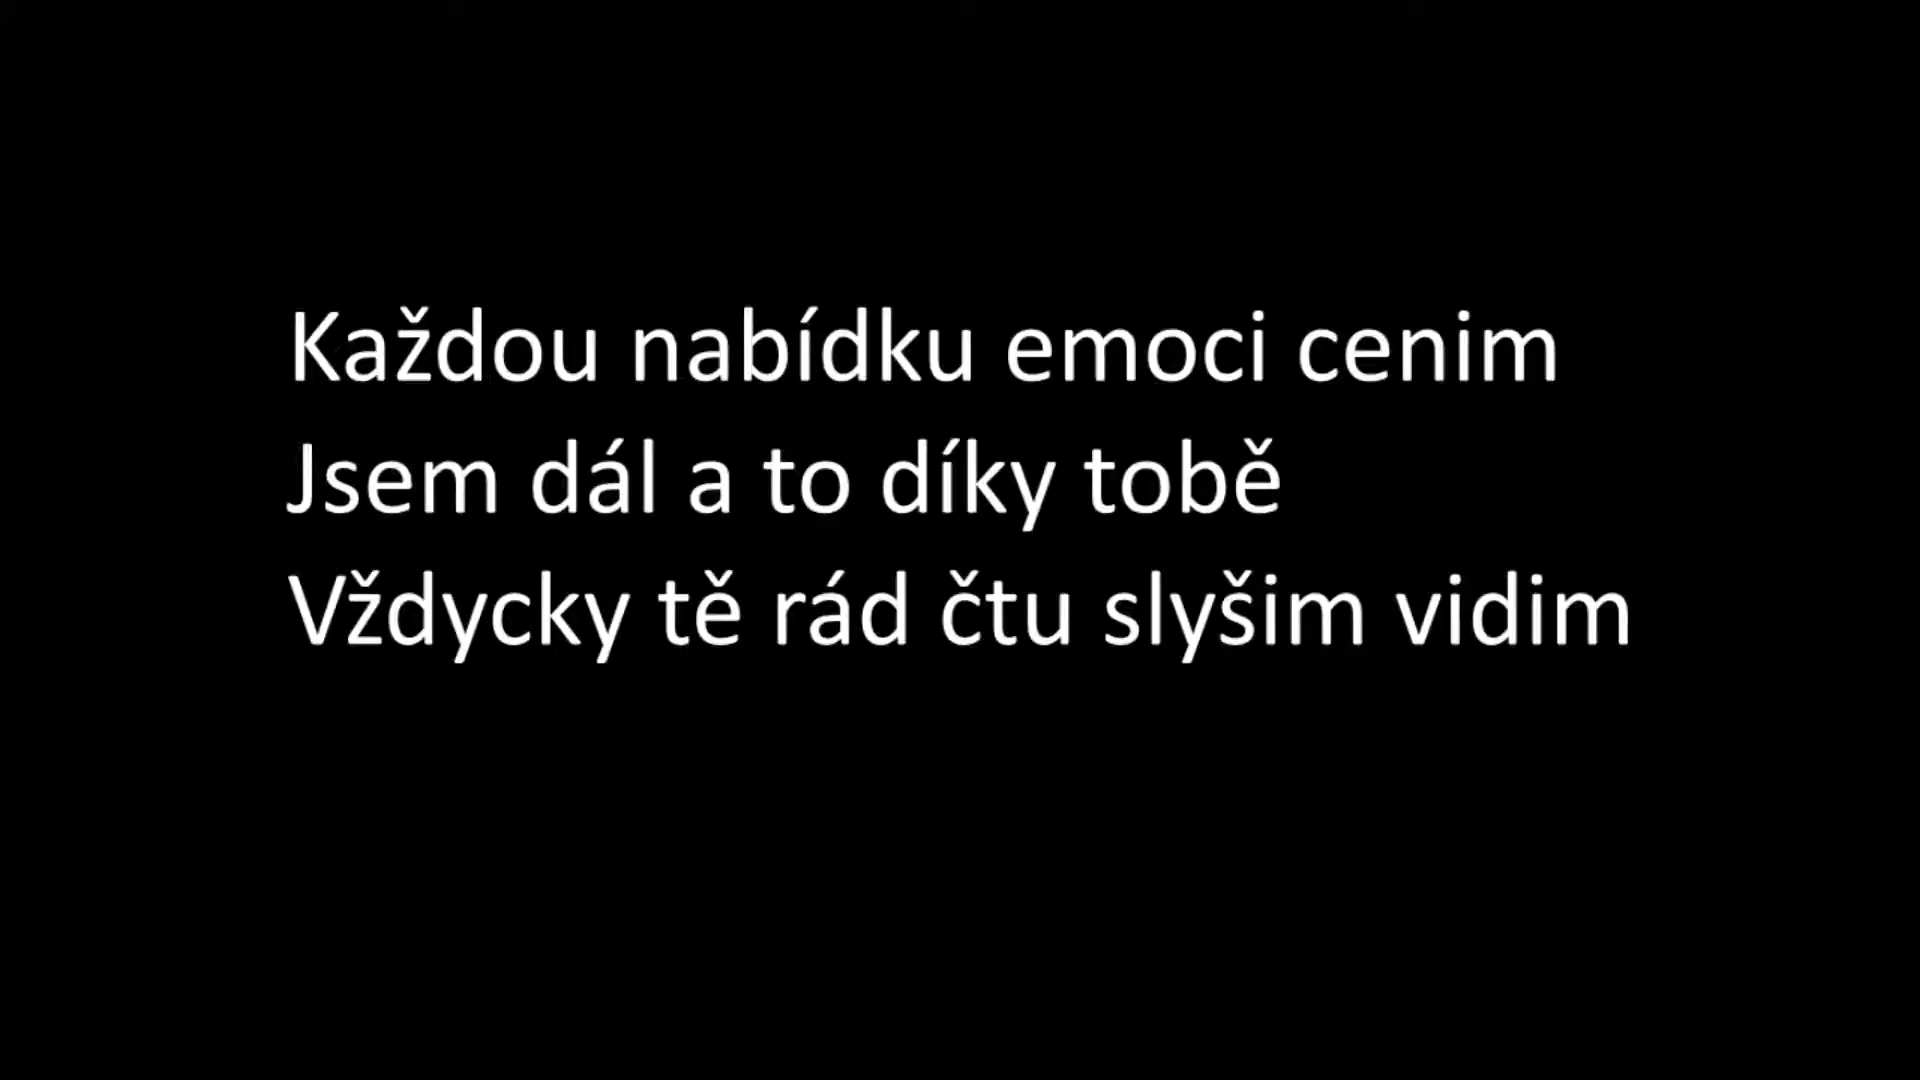 Každou nabídku emoci cenim
Jsem dál a to díky tobě
Vždycky tě rád čtu slyšim vidim